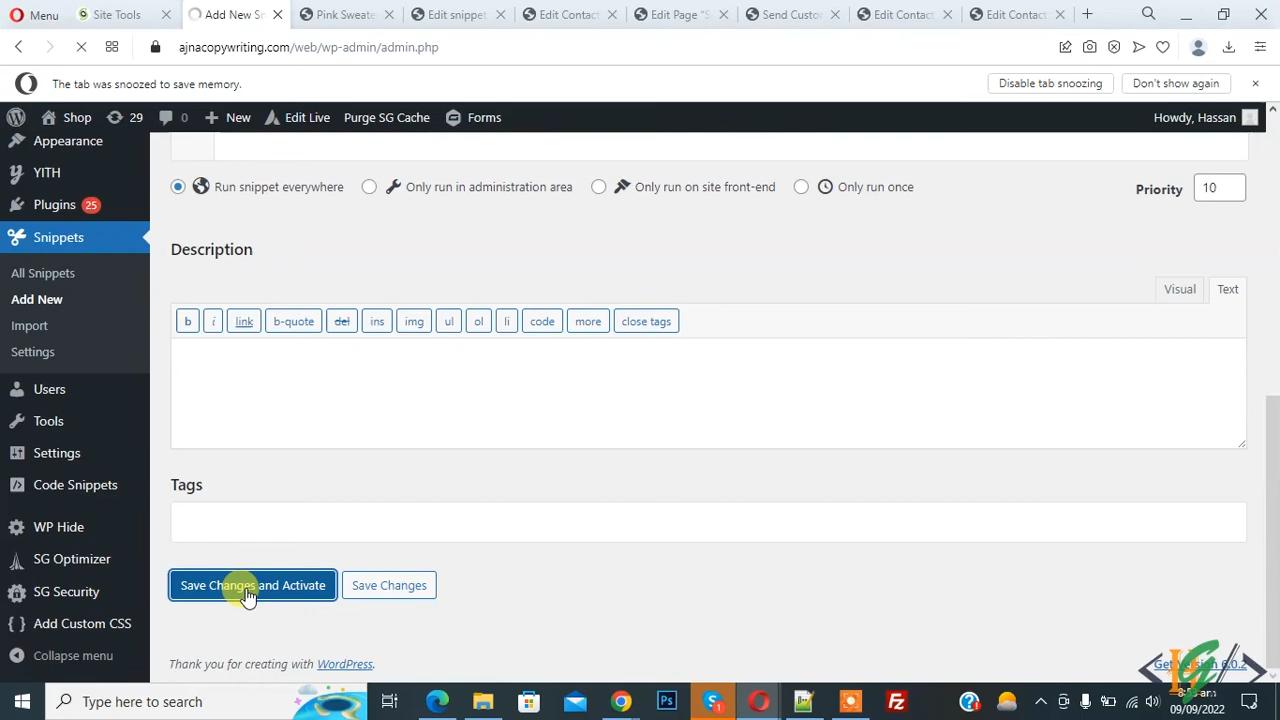 Menu
Site Tools
Add New Sn
Pink Sweate
Edit snippet
Edit Contact
Edit Page "S
Send Custo
Edit Contact
Edit Contact
ajnacopywriting.com/web/wp-admin/admin.php
The tab was snoozed to save memory.
Disable tab snoozing
Don't show again
Shop
29
0
New
Edit Live
Purge SG Cache
Forms
Howdy, Hassan
Appearance
YITH
Plugins 25
Snippets
All Snippets
Add New
Import
Settings
Users
Tools
Settings
Code Snippets
WP Hide
SG Optimizer
SG Security
Add Custom CSS
Collapse menu
Run snippet everywhere
Only run in administration area
Only run on site front-end
Only run once
Priority
10
Description
Visual
Text
b
i
link
b-quote
del
ins
img
ul
ol
li
code
more
close tags
Tags
Save Changes and Activate
Save Changes
Thank you for creating with WordPress.
Type here to search
09/09/2022